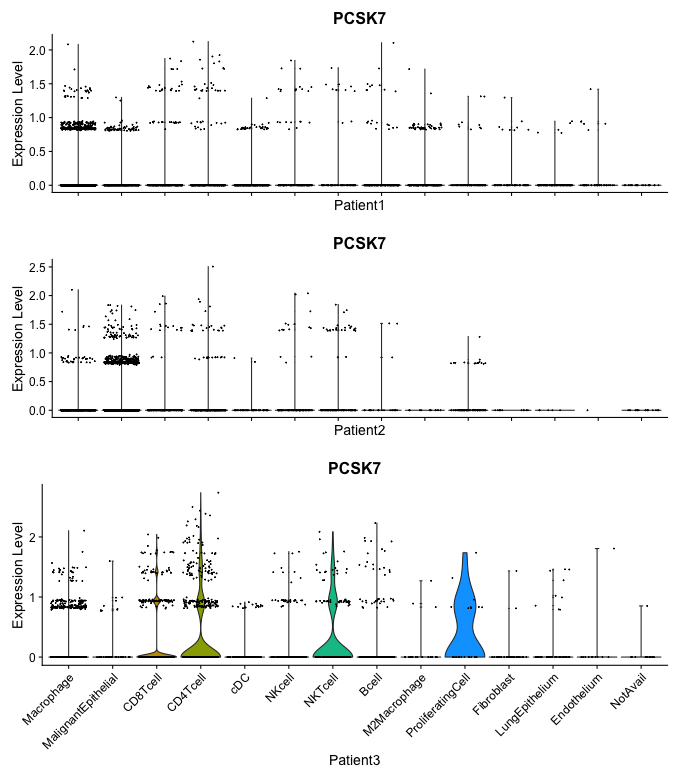 PCSK7
Expression Level
2.0
1.5
1.0
0.5
0.0
Patient1
PCSK7
Expression Level
2.5
2.0
1.5
1.0
0.5
0.0
Patient2
PCSK7
Expression Level
2
1
0
Macrophage
MalignantEpithelial
CD8Tcell
CD4Tcell
cDC
NKcell
NKTcell
Bcell
M2Macrophage
ProliferatingCell
Fibroblast
LungEpithelium
Endothelium
NotAvail
Patient3